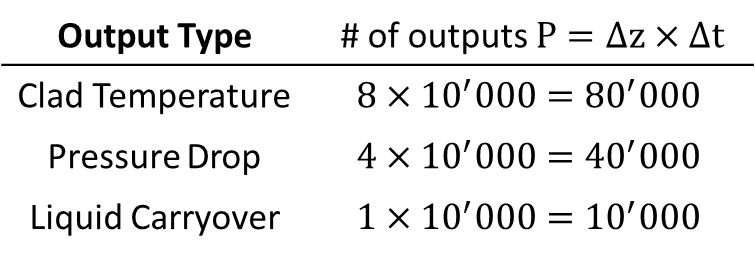 Output Type # of outputs P = Δz × Δt
Clad Temperature 8 × 10′000 = 80′000
Pressure Drop 4 × 10′000 = 40′000
Liquid Carryover 1 × 10′000 = 10′000